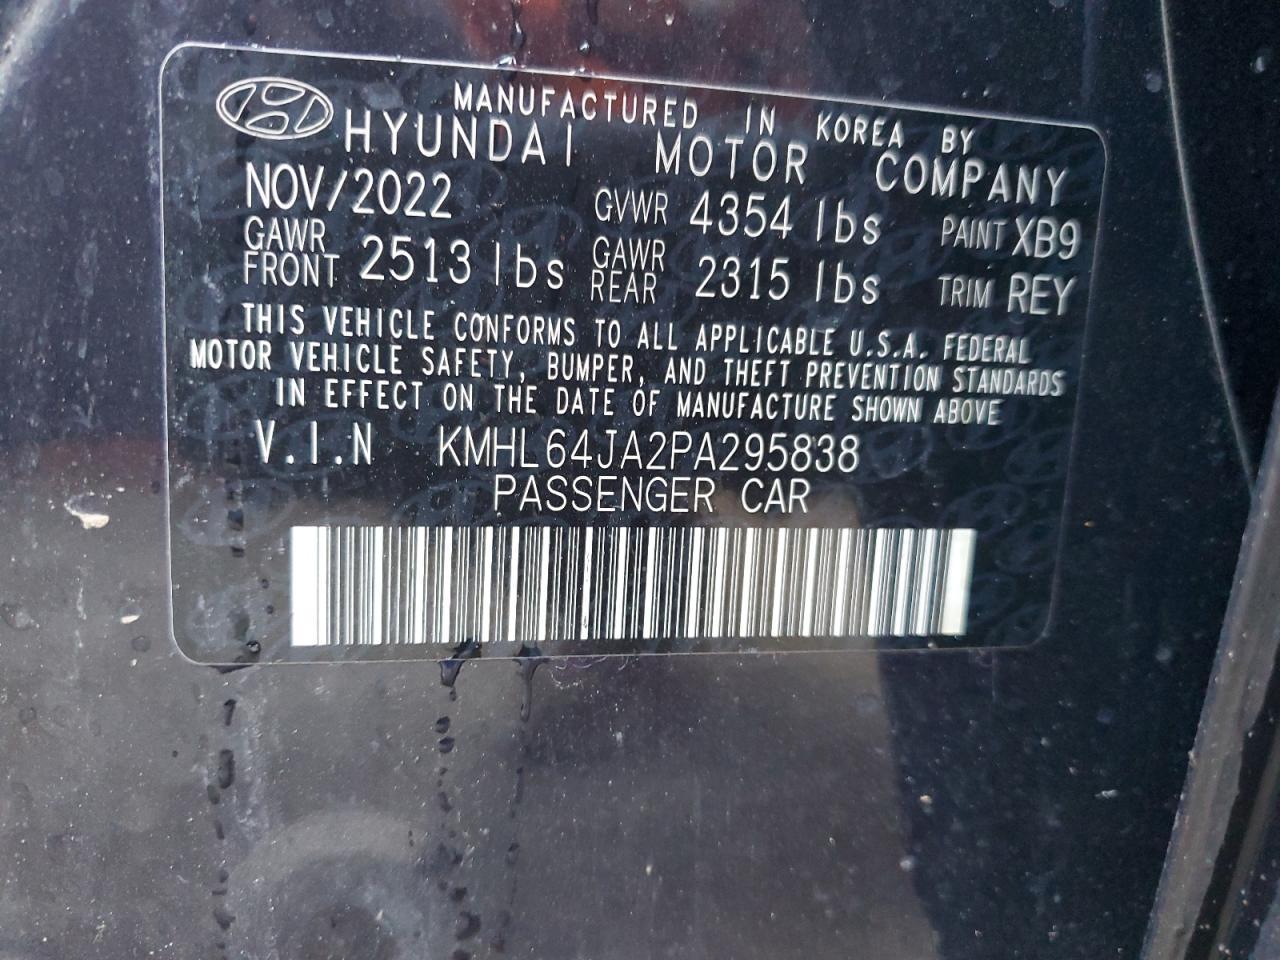 MANUFACTURED IN KOREA BY
HYUNDAI MOTOR COMPANY
NOV/2022 GVWR 4354 lbs PAINT XB9
GAWR FRONT 2513 lbs GAWR REAR 2315 lbs TRIM REY
THIS VEHICLE CONFORMS TO ALL APPLICABLE U.S.A. FEDERAL
MOTOR VEHICLE SAFETY, BUMPER, AND THEFT PREVENTION STANDARDS
IN EFFECT ON THE DATE OF MANUFACTURE SHOWN ABOVE
V.I.N KMHL64JA2PA295838
PASSENGER CAR